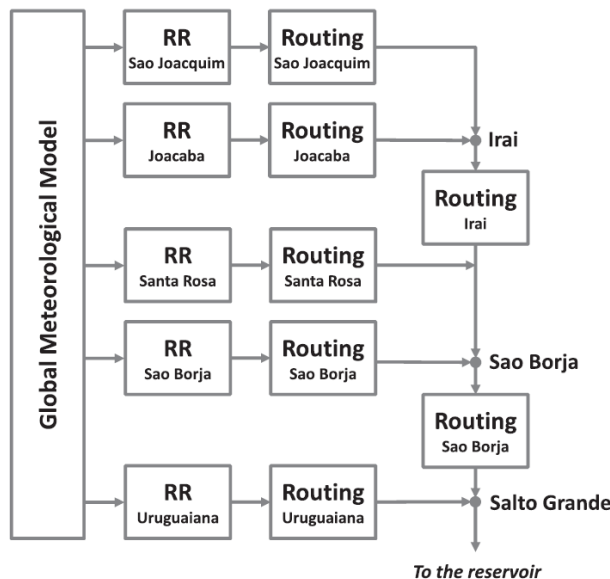 Global Meteorological Model
RR
Sao Joacquim
Routing
Sao Joacquim
RR
Joacaba
Routing
Joacaba
Irai
Routing
Irai
RR
Santa Rosa
Routing
Santa Rosa
RR
Sao Borja
Routing
Sao Borja
Sao Borja
Routing
Sao Borja
RR
Uruguaiana
Routing
Uruguaiana
Salto Grande
To the reservoir